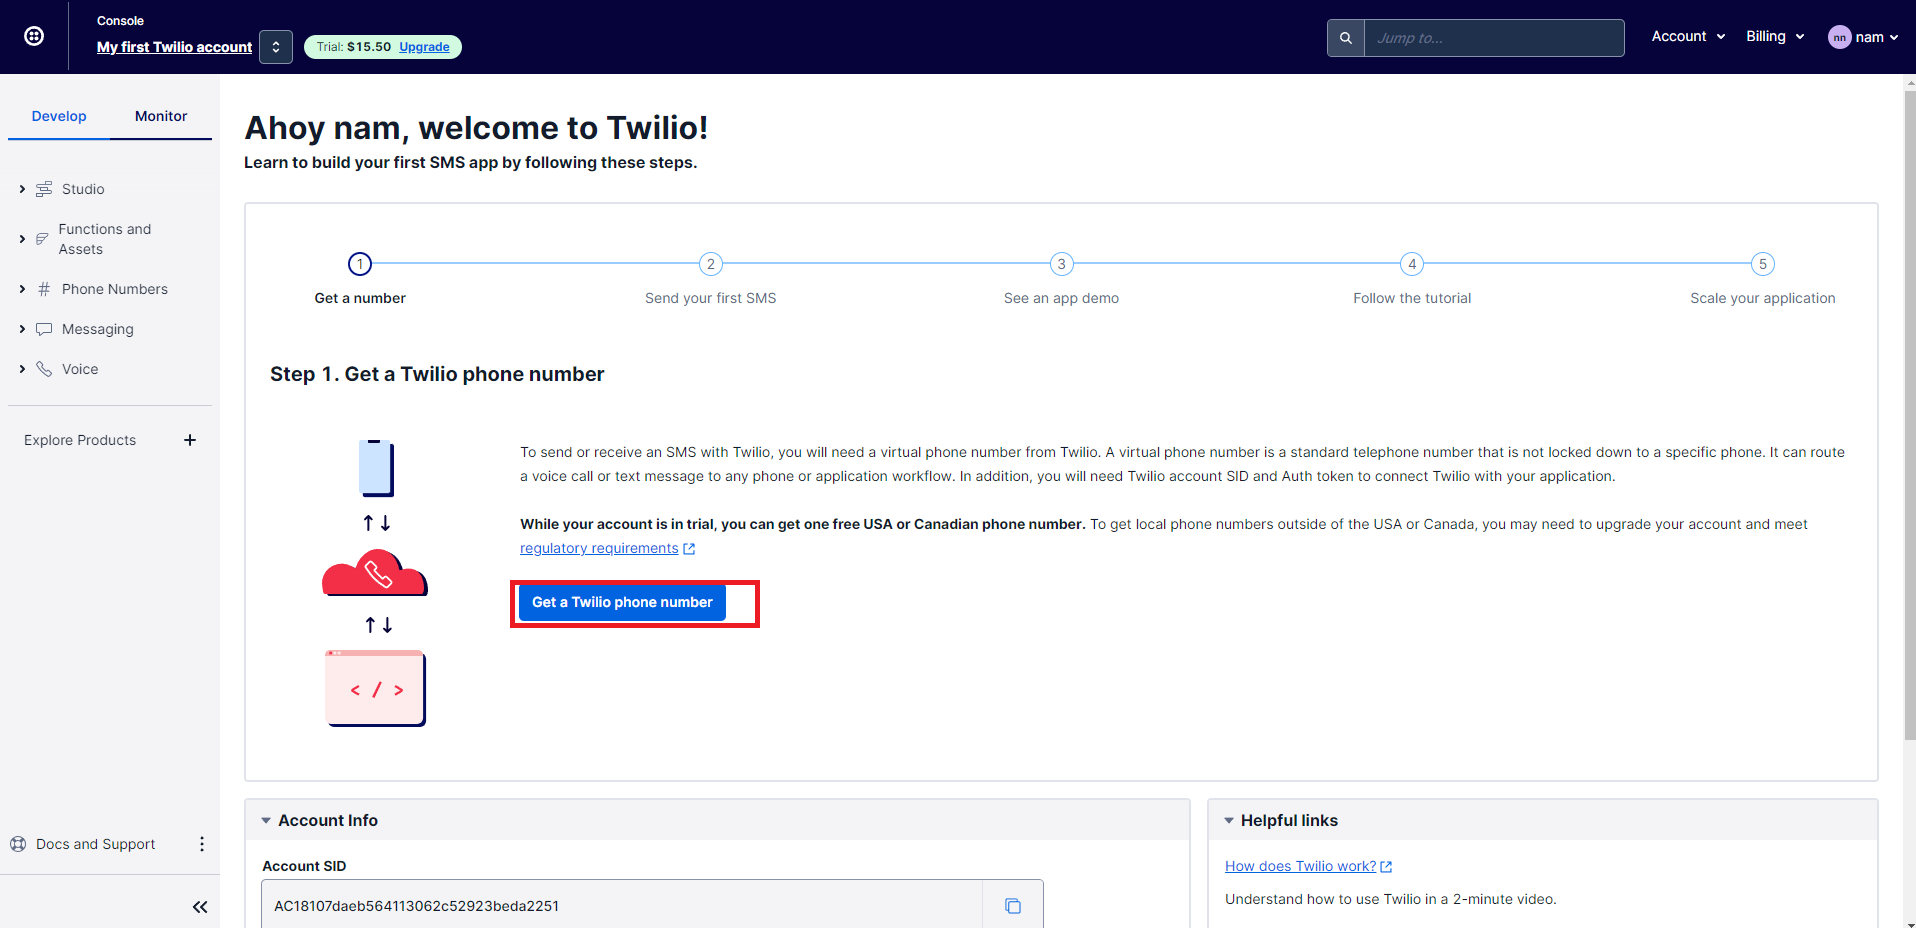 Console
My first Twilio account
Trial: $15.50 Upgrade
Jump to...
Account
Billing
nn nam
Develop
Monitor
Studio
Functions and
Assets
Phone Numbers
Messaging
Voice
Explore Products
Docs and Support
Ahoy nam, welcome to Twilio!
Learn to build your first SMS app by following these steps.
1
2
3
4
5
Get a number
Send your first SMS
See an app demo
Follow the tutorial
Scale your application
Step 1. Get a Twilio phone number
To send or receive an SMS with Twilio, you will need a virtual phone number from Twilio. A virtual phone number is a standard telephone number that is not locked down to a specific phone. It can route
a voice call or text message to any phone or application workflow. In addition, you will need Twilio account SID and Auth token to connect Twilio with your application.
While your account is in trial, you can get one free USA or Canadian phone number. To get local phone numbers outside of the USA or Canada, you may need to upgrade your account and meet
regulatory requirements
Get a Twilio phone number
< / >
Account Info
Account SID
AC18107daeb564113062c52923beda2251
Helpful links
How does Twilio work?
Understand how to use Twilio in a 2-minute video.